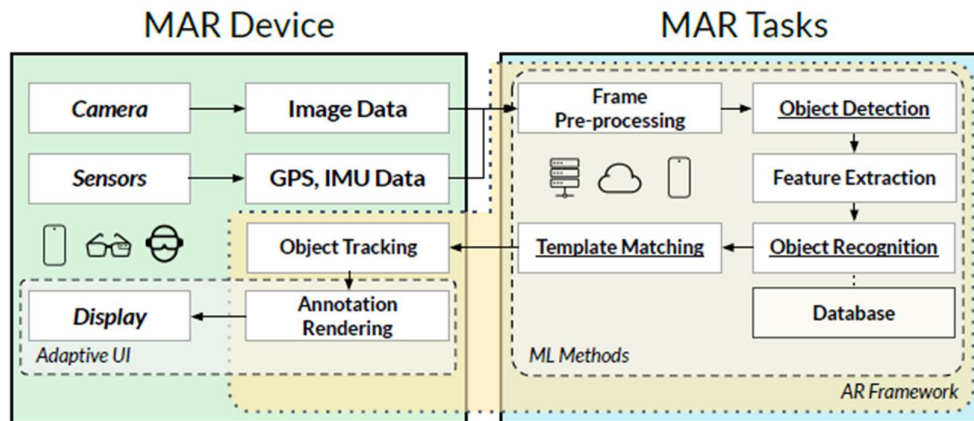 MAR Device
MAR Tasks
Camera
Image Data
Frame
Pre-processing
Object Detection
Sensors
GPS, IMU Data
Feature Extraction
Object Tracking
Template Matching
Object Recognition
Display
Annotation
Rendering
Database
Adaptive UI
ML Methods
AR Framework